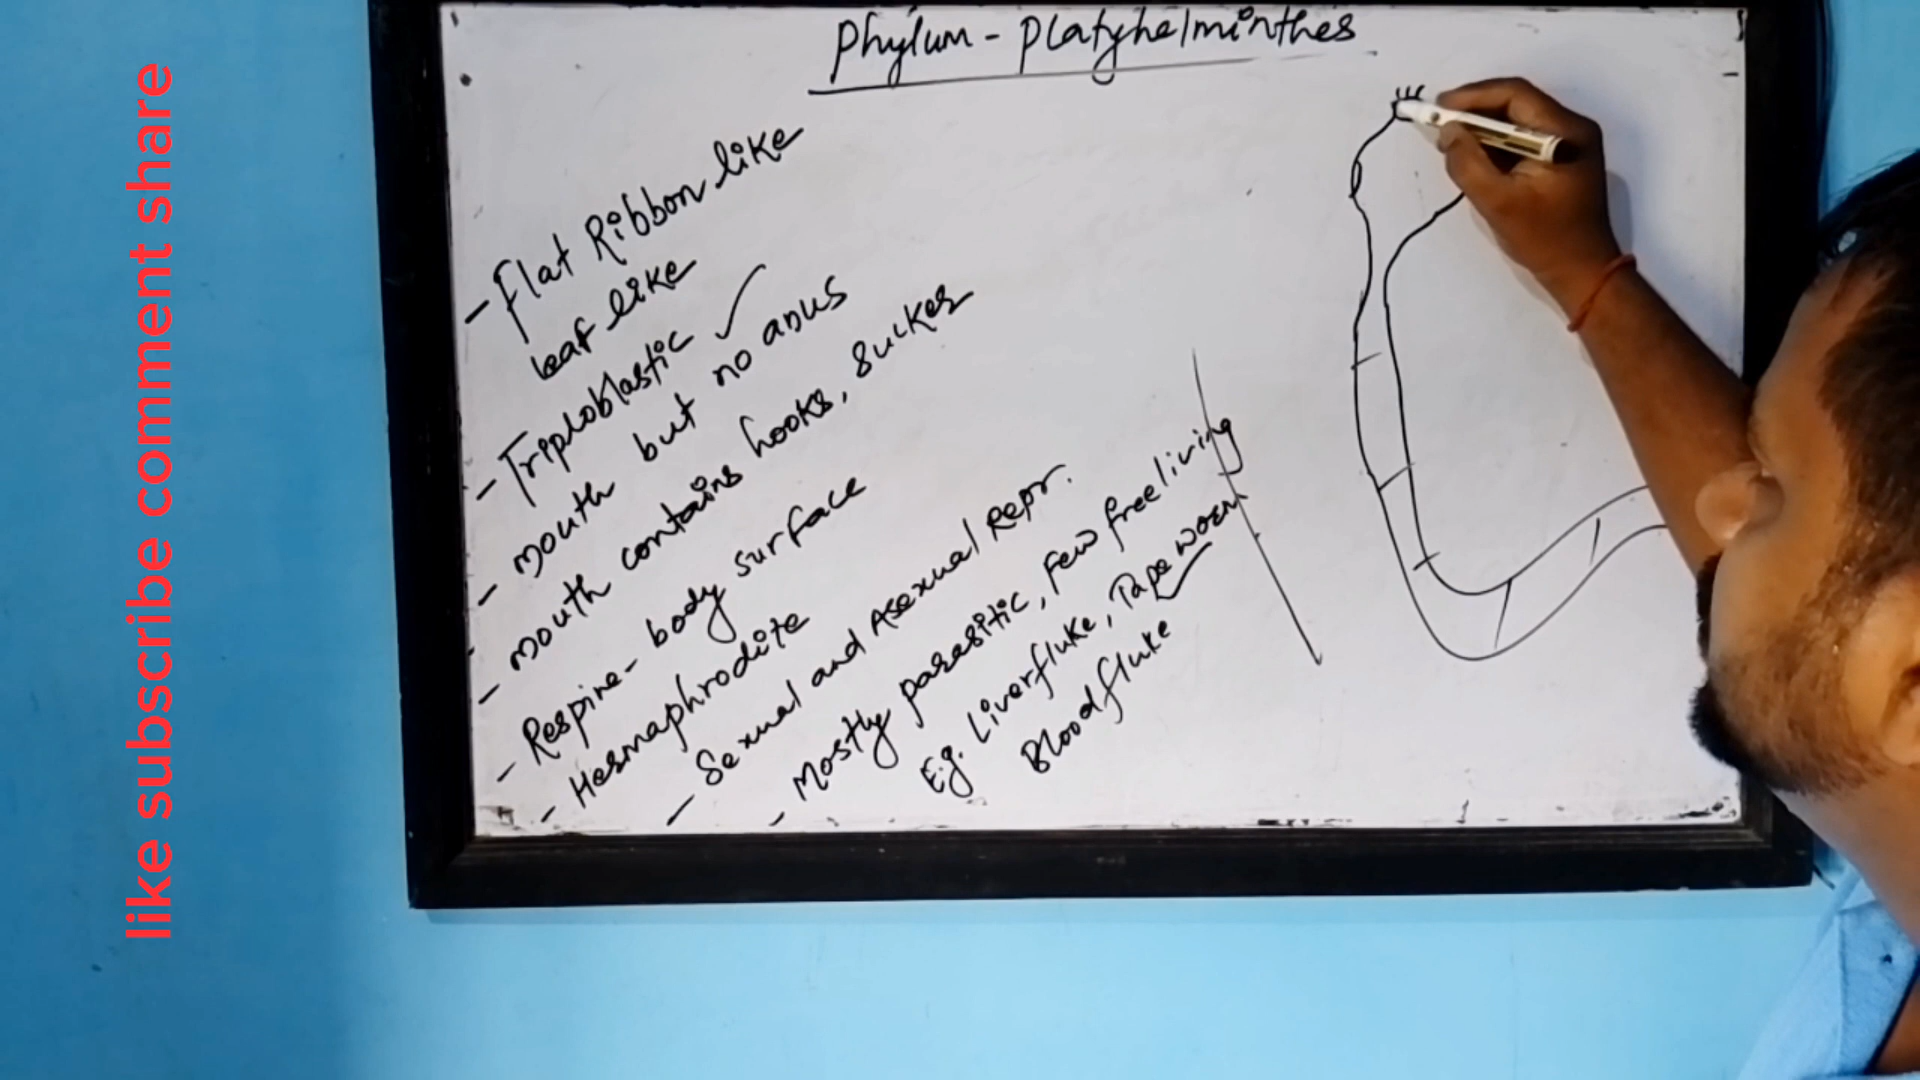 Phylum - Platyhelminthes
- Flat Ribbon like
leaf like
- Triploblastic ✓
- mouth but no anus
- mouth contains hooks, sucker
- Respire - body surface
- Hermaphrodite
- Sexual and Asexual Repr.
- Mostly parasitic, few free living
E.g. Liverfluke, Tape worm
Bloodfluke
like subscribe comment share